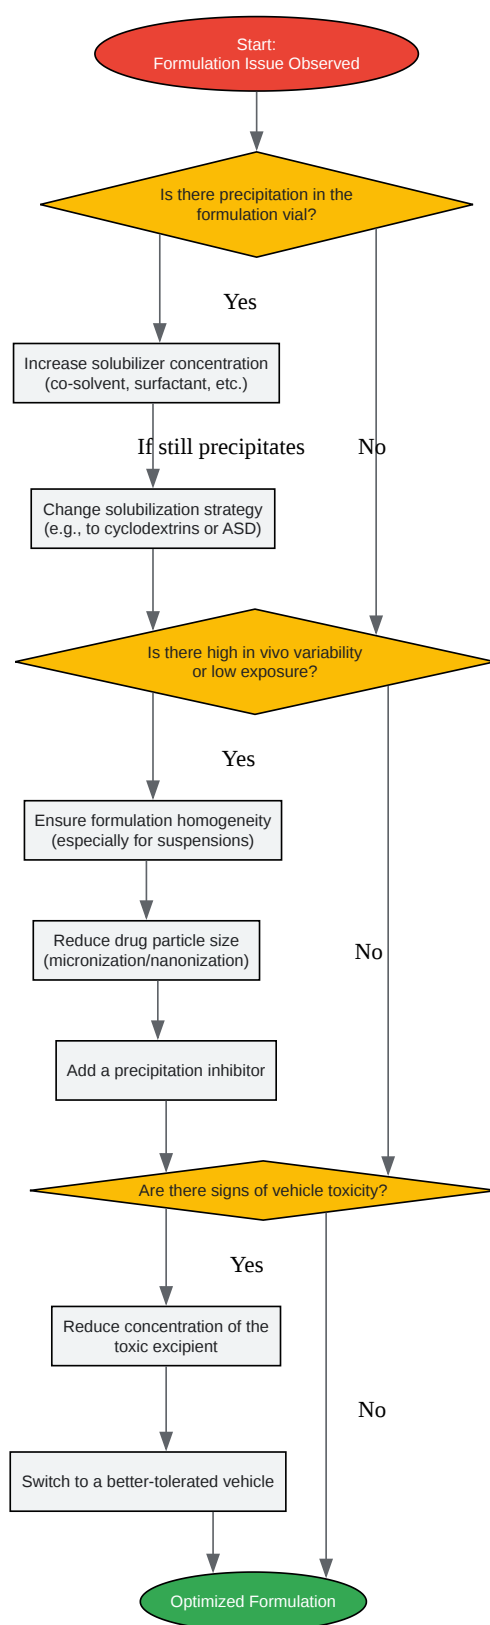 Start:
Formulation Issue Observed
Is there precipitation in the
formulation vial?
Yes
Increase solubilizer concentration
(co-solvent, surfactant, etc.)
If still precipitates
No
Change solubilization strategy
(e.g., to cyclodextrins or ASD)
Is there high in vivo variability
or low exposure?
Yes
Ensure formulation homogeneity
(especially for suspensions)
Reduce drug particle size
(micronization/nanonization)
No
Add a precipitation inhibitor
Are there signs of vehicle toxicity?
Yes
Reduce concentration of the
toxic excipient
No
Switch to a better-tolerated vehicle
Optimized Formulation